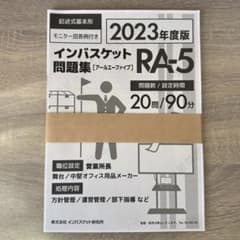 記述式基本形
モニター回答例付き
2023年度版
インバスケット
問題集[アールエーファイブ]
RA-5
問題数/設定時間
20問/90分
職位設定 営業所長
舞台/中堅オフィス用品メーカー
処理内容
方針管理/運営管理/部下指導 など
株式会社 インバスケット研究所